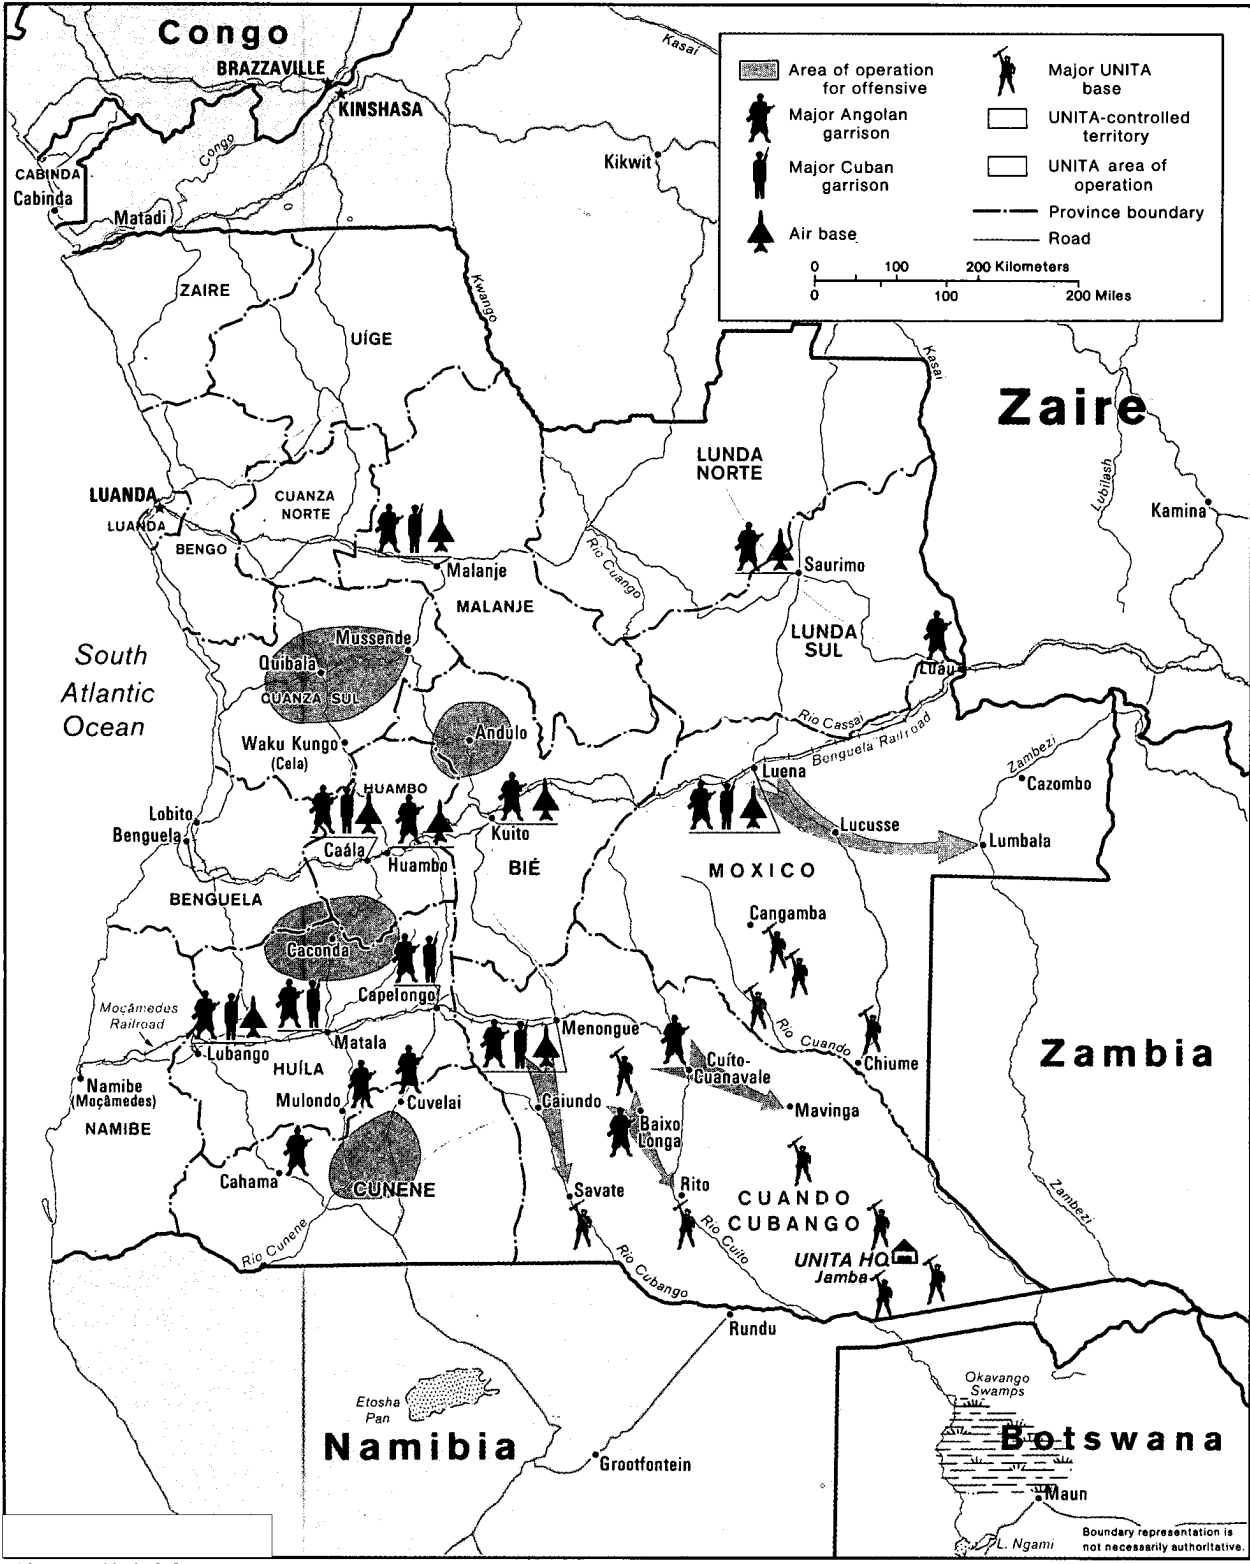 Congo
BRAZZAVILLE
KINSHASA
Kasai
Congo
CABINDA
Cabinda
Matadi
Kikwit
Area of operation
for offensive
Major Angolan
garrison
Major Cuban
garrison
Air base
Major UNITA
base
UNITA-controlled
territory
UNITA area of
operation
Province boundary
Road
0 100 200 Kilometers
0 100 200 Miles
ZAIRE
Kwango
UÍGE
Kasai
Zaire
LUNDA
NORTE
Lubilash
Kamina
LUANDA
LUANDA
CUANZA
NORTE
BENGO
Malanje
Rio Cuango
Saurimo
MALANJE
LUNDA
SUL
Luáu
South
Atlantic
Ocean
Mussende
Quibala
CUANZA SUL
Andulo
Waku Kungo
(Cela)
Rio Cassai
Benguela Railroad
Luena
Zambezi
Cazombo
HUAMBO
Lobito
Benguela
Caála
Huambo
Kuito
Lucusse
Lumbala
BIÉ
MOXICO
BENGUELA
Cangamba
Caconda
Capelongo
Moçâmedes
Railroad
Lubango
Matala
Menongue
Rio Cuando
Chiume
Zambia
HUÍLA
Cuíto-
Cuanavale
Namibe
(Moçâmedes)
NAMIBE
Mulondo
Cuvelai
Caiundo
Baixo
Longa
Mavinga
Cahama
CUNENE
Savate
Rito
CUANDO
CUBANGO
Zambezi
Rio Cunene
Rio Cubango
Rio Cuíto
UNITA HQ
Jamba
Rundu
Etosha
Pan
Namibia
Grootfontein
Okavango
Swamps
Botswana
Maun
L. Ngami
Boundary representation is
not necessarily authoritative.